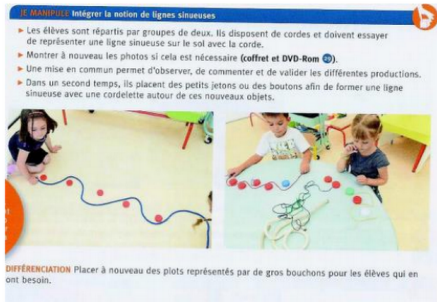 JE MANIPULE Intégrer la notion de lignes sinueuses
► Les élèves sont répartis par groupes de deux. Ils disposent de cordes et doivent essayer
de représenter une ligne sinueuse sur le sol avec la corde.
► Montrer à nouveau les photos si cela est nécessaire (coffret et DVD-Rom).
► Une mise en commun permet d'observer, de commenter et de valider les différentes productions.
► Dans un second temps, ils placent des petits jetons ou des boutons afin de former une ligne
sinueuse avec une cordelette autour de ces nouveaux objets.
DIFFÉRENCIATION Placer à nouveau des plots représentés par de gros bouchons pour les élèves qui en
ont besoin.